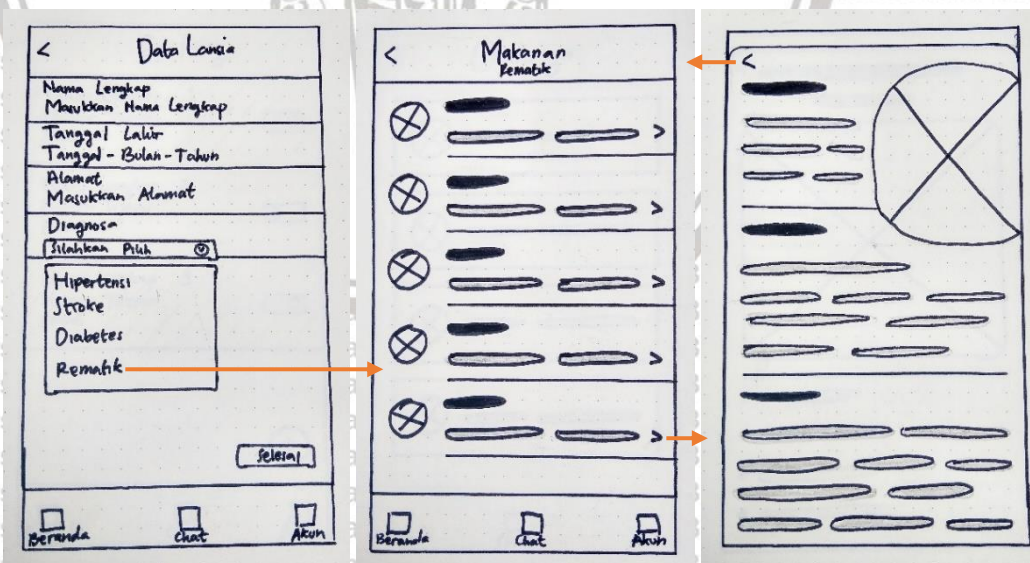 < Data Lansia
Nama Lengkap
Masukkan Nama Lengkap
Tanggal Lahir
Tanggal - Bulan - Tahun
Alamat
Masukkan Alamat
Diagnosa
Silahkan Pilih
Hipertensi
Stroke
Diabetes
Rematik
Selesai
Beranda Chat Akun
< Makanan
Rematik
>
>
>
>
>
Beranda Chat Akun
<